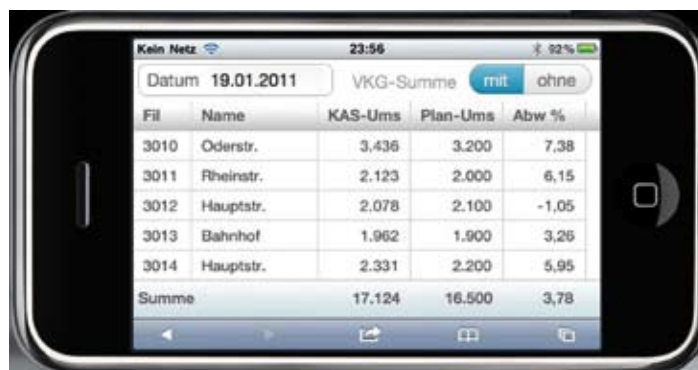 Kein Netz 23:56 92%
Datum 19.01.2011 VKG-Summe mit ohne
Fil Name KAS-Ums Plan-Ums Abw %
3010 Oderstr. 3.436 3.200 7,38
3011 Rheinstr. 2.123 2.000 6,15
3012 Hauptstr. 2.078 2.100 -1,05
3013 Bahnhof 1.962 1.900 3,26
3014 Hauptstr. 2.331 2.200 5,95
Summe 17.124 16.500 3,78